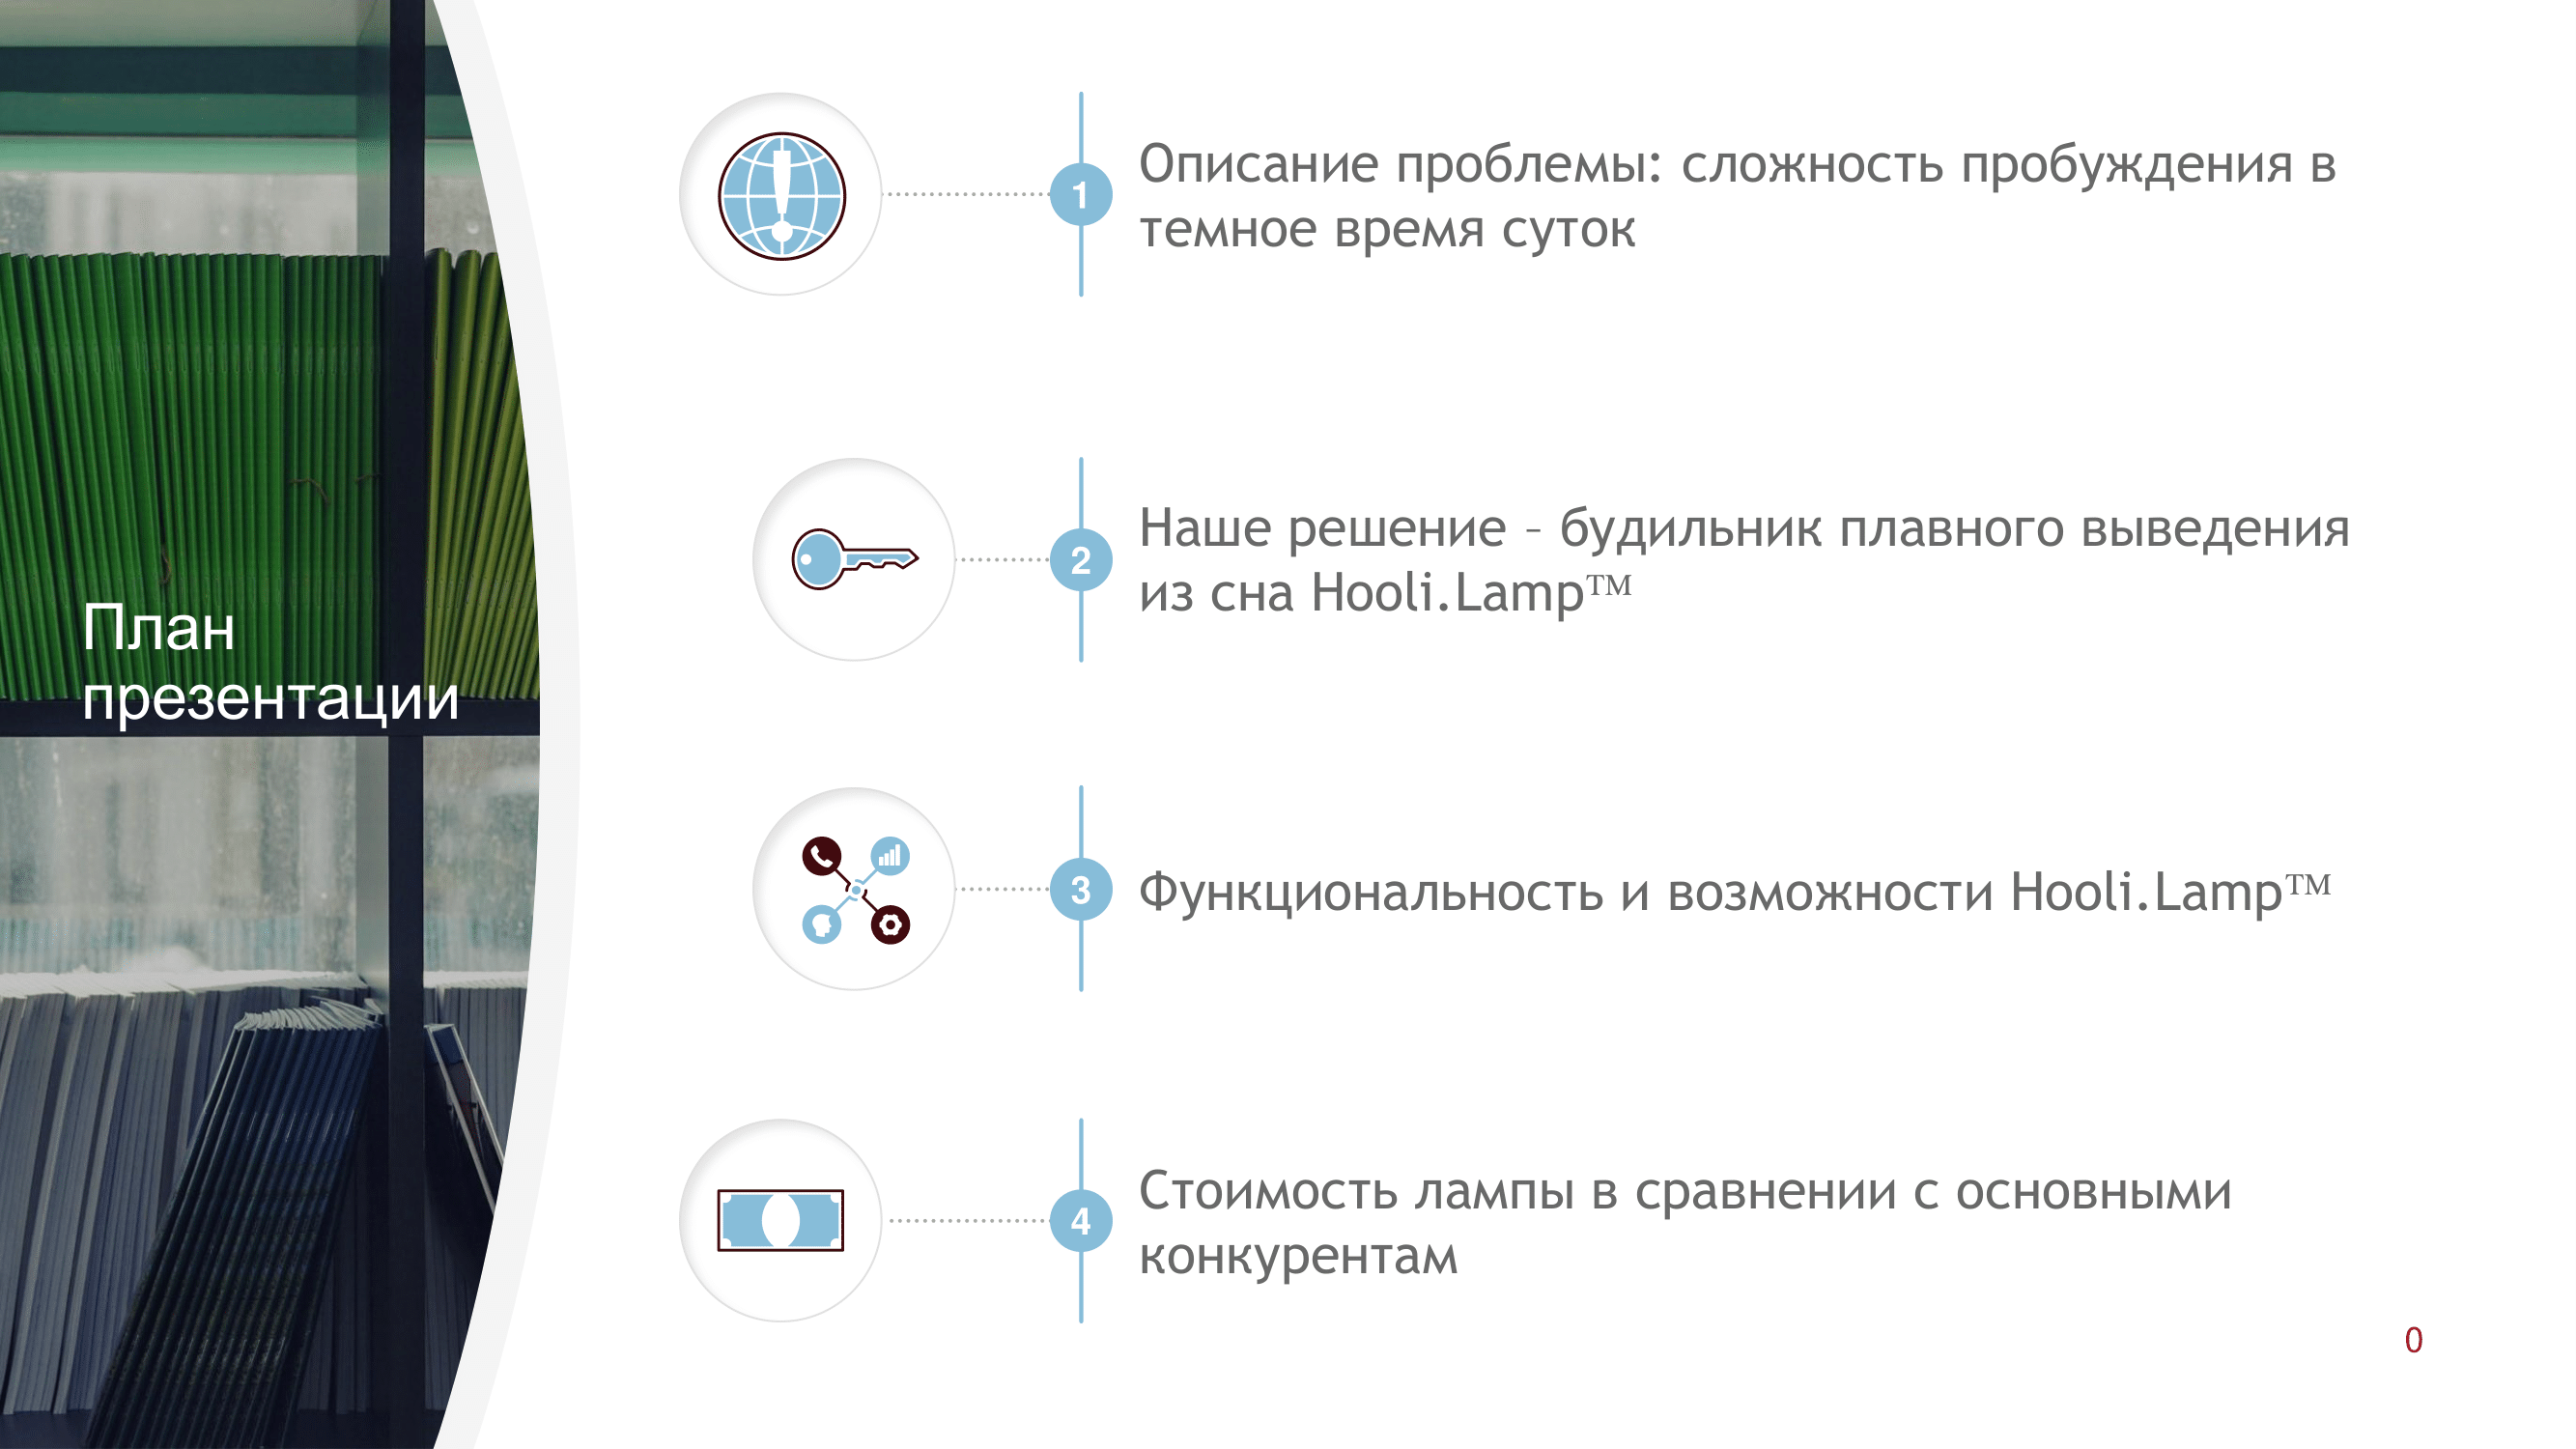 План
презентации
1
Описание проблемы: сложность пробуждения в
темное время суток
2
Наше решение – будильник плавного выведения
из сна Hooli.Lamp™
3
Функциональность и возможности Hooli.Lamp™
4
Стоимость лампы в сравнении с основными
конкурентам
0